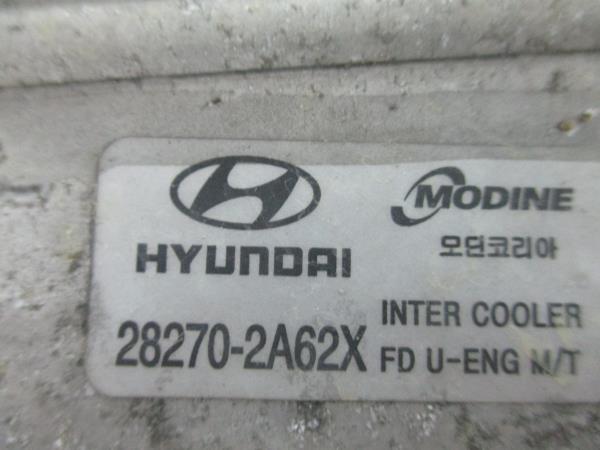 HYUNDAI
MODINE
모딘코리아
28270-2A62X
INTER COOLER
FD U-ENG M/T